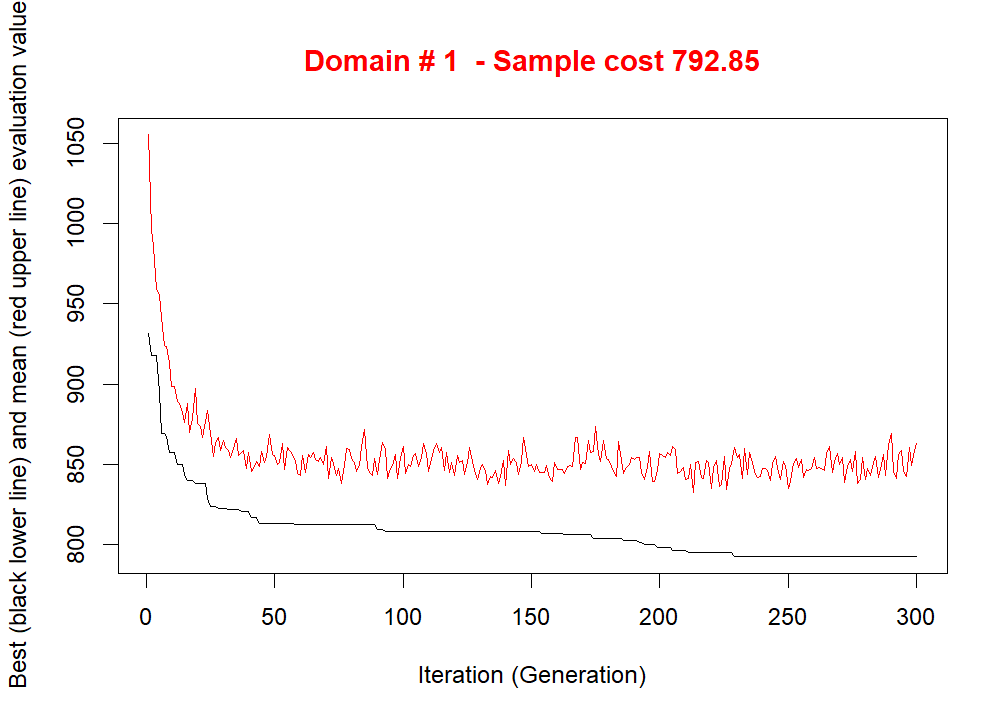 Domain # 1  - Sample cost 792.85
Best (black lower line) and mean (red upper line) evaluation value
1050
1000
950
900
850
800
0 50 100 150 200 250 300
Iteration (Generation)